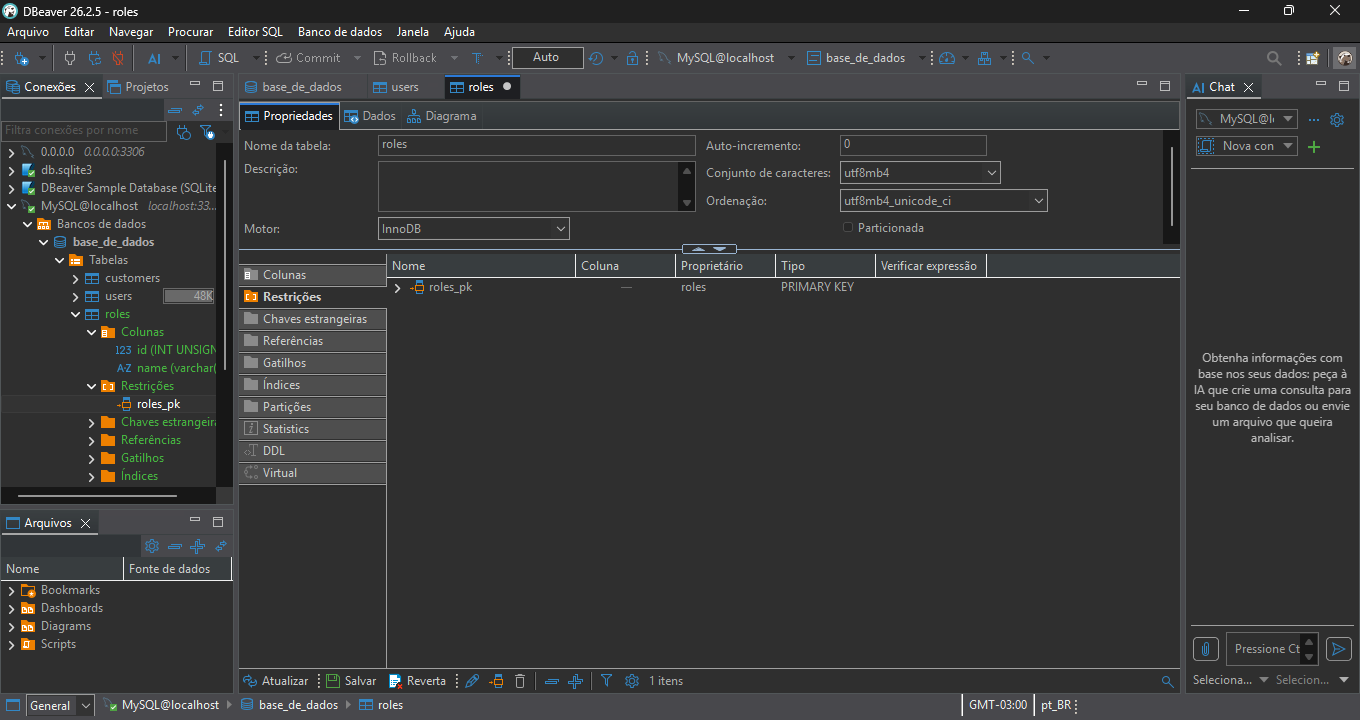 DBeaver 26.2.5 - roles
Arquivo Editar Navegar Procurar Editor SQL Banco de dados Janela Ajuda
AI SQL Commit Rollback T Auto MySQL@localhost base_de_dados
Conexões Projetos
base_de_dados users roles
AI Chat
Propriedades Dados Diagrama
Filtra conexões por nome
0.0.0.0 0.0.0.0:3306
db.sqlite3
DBeaver Sample Database (SQLite
MySQL@localhost localhost:33...
Bancos de dados
base_de_dados
Tabelas
customers
users 48K
roles
Colunas
123 id (INT UNSIGN
A-Z name (varchar(
Restrições
roles_pk
Chaves estrangeira
Referências
Gatilhos
Índices
Nome da tabela: roles
Descrição:
Motor: InnoDB
Auto-incremento: 0
Conjunto de caracteres: utf8mb4
Ordenação: utf8mb4_unicode_ci
Particionada
Colunas
Restrições
Chaves estrangeiras
Referências
Gatilhos
Índices
Partições
Statistics
DDL
Virtual
Nome Coluna Proprietário Tipo Verificar expressão
roles_pk — roles PRIMARY KEY
MySQL@l
Nova con
Obtenha informações com
base nos seus dados: peça à
IA que crie uma consulta para
seu banco de dados ou envie
um arquivo que queira
analisar.
Pressione Ct
Seleciona... Selecion...
Arquivos
Nome Fonte de dados
Bookmarks
Dashboards
Diagrams
Scripts
Atualizar Salvar Reverta 1 itens
General MySQL@localhost base_de_dados roles
GMT-03:00 pt_BR